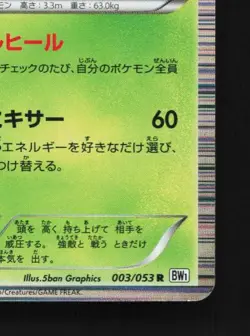 モン 高さ：3.3m 重さ：63.0kg
ルヒール
チェックのたび、自分のポケモン全員
ミキサー 60
のエネルギーを好きなだけ選び、
つけ替える。
頭を 高く 持ち上げて 相手を
威圧する。 強敵と 戦う ときだけ
本気を 出す。
Illus.5ban Graphics 003/053 R BW1
/Creatures/GAME FREAK.